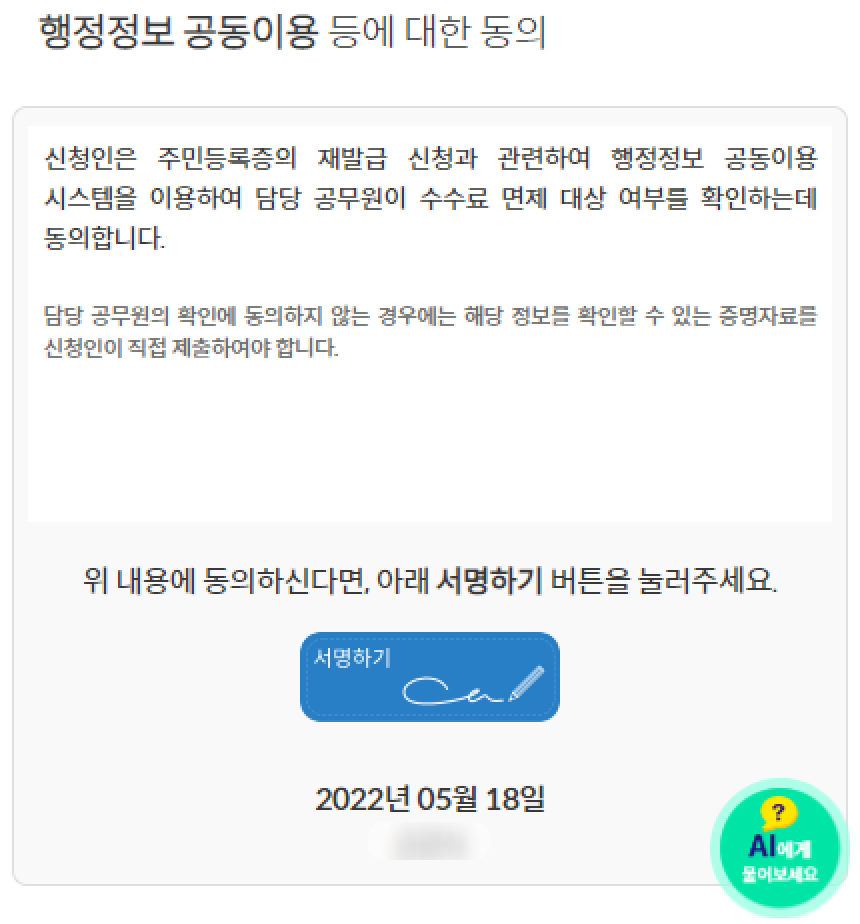 행정정보 공동이용 등에 대한 동의
신청인은 주민등록증의 재발급 신청과 관련하여 행정정보 공동이용
시스템을 이용하여 담당 공무원이 수수료 면제 대상 여부를 확인하는데
동의합니다.
담당 공무원의 확인에 동의하지 않는 경우에는 해당 정보를 확인할 수 있는 증명자료를
신청인이 직접 제출하여야 합니다.
위 내용에 동의하신다면, 아래 서명하기 버튼을 눌러주세요.
서명하기
2022년 05월 18일
?
AI에게
물어보세요